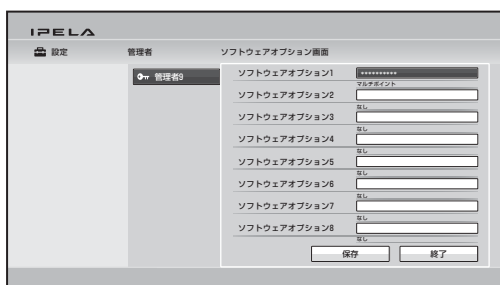 IPELA
設定 管理者 ソフトウェアオプション画面
管理者9
ソフトウェアオプション1 **********
マルチポイント
ソフトウェアオプション2
なし
ソフトウェアオプション3
なし
ソフトウェアオプション4
なし
ソフトウェアオプション5
なし
ソフトウェアオプション6
なし
ソフトウェアオプション7
なし
ソフトウェアオプション8
なし
保存 終了